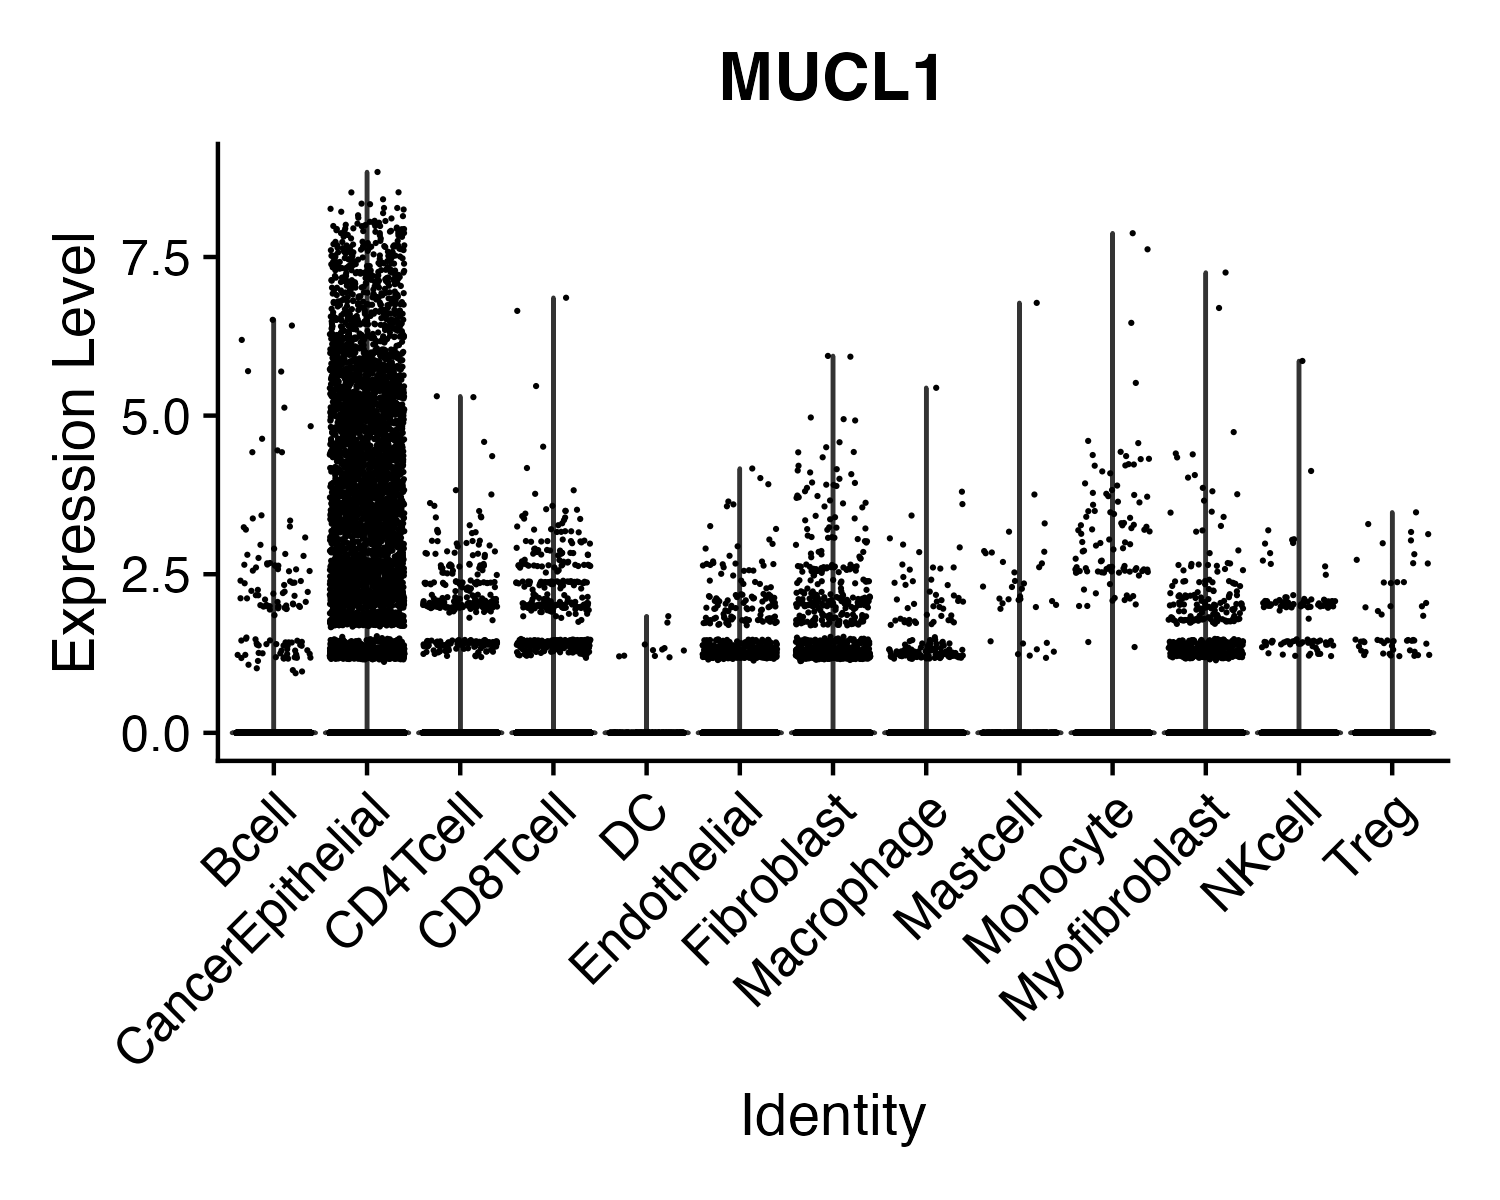 MUCL1
Expression Level
7.5
5.0
2.5
0.0
Bcell
CancerEpithelial
CD4Tcell
CD8Tcell
DC
Endothelial
Fibroblast
Macrophage
Mastcell
Monocyte
Myofibroblast
NKcell
Treg
Identity